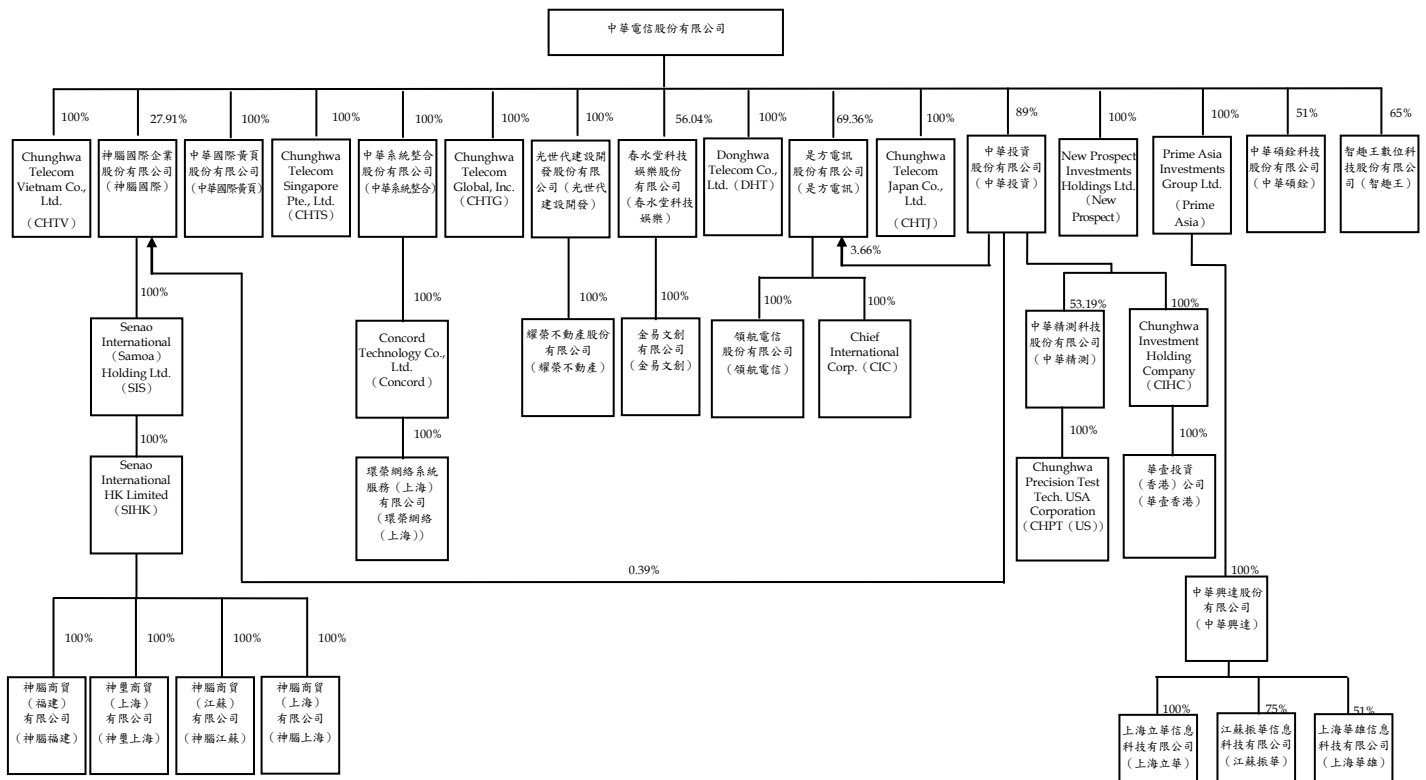 中華電信股份有限公司
100%
27.91%
100%
100%
100%
100%
100%
56.04%
100%
69.36%
100%
89%
100%
100%
51%
65%
Chunghwa
Telecom
Vietnam Co.,
Ltd.
(CHTV)
神腦國際企業
股份有限公司
(神腦國際)
中華國際黃頁
股份有限公司
(中華國際黃頁)
Chunghwa
Telecom
Singapore
Pte., Ltd.
(CHTS)
中華系統整合
股份有限公司
(中華系統整合)
Chunghwa
Telecom
Global, Inc.
(CHTG)
光世代建設開
發股份有限
公司(光世代
建設開發)
春水堂科技
娛樂股份
有限公司
(春水堂科技
娛樂)
Donghwa
Telecom Co.,
Ltd.(DHT)
是方電訊
股份有限公司
(是方電訊)
Chunghwa
Telecom
Japan Co.,
Ltd.
(CHTJ)
中華投資
股份有限公司
(中華投資)
New Prospect
Investments
Holdings Ltd.
(New
Prospect)
Prime Asia
Investments
Group Ltd.
(Prime
Asia)
中華碩銓科技
股份有限公司
(中華碩銓)
智趣王數位科
技股份有限公
司(智趣王)
3.66%
100%
100%
100%
100%
100%
100%
53.19%
100%
Senao
International
(Samoa)
Holding Ltd.
(SIS)
Concord
Technology Co.,
Ltd.
(Concord)
耀榮不動產股份
有限公司
(耀榮不動產)
金易文創
有限公司
(金易文創)
領航電信
股份有限公司
(領航電信)
Chief
International
Corp.(CIC)
中華精測科技
股份有限公司
(中華精測)
Chunghwa
Investment
Holding
Company
(CIHC)
100%
100%
100%
100%
Senao
International
HK Limited
(SIHK)
環榮網絡系統
服務(上海)
有限公司
(環榮網絡
(上海))
Chunghwa
Precision Test
Tech. USA
Corporation
(CHPT(US))
華壹投資
(香港)公司
(華壹香港)
0.39%
100%
中華興達股份
有限公司
(中華興達)
100%
100%
100%
100%
神腦商貿
(福建)
有限公司
(神腦福建)
神璽商貿
(上海)
有限公司
(神璽上海)
神腦商貿
(江蘇)
有限公司
(神腦江蘇)
神腦商貿
(上海)
有限公司
(神腦上海)
100%
75%
51%
上海立華信息
科技有限公司
(上海立華)
江蘇振華信息
科技有限公司
(江蘇振華)
上海華雄信息
科技有限公司
(上海華雄)